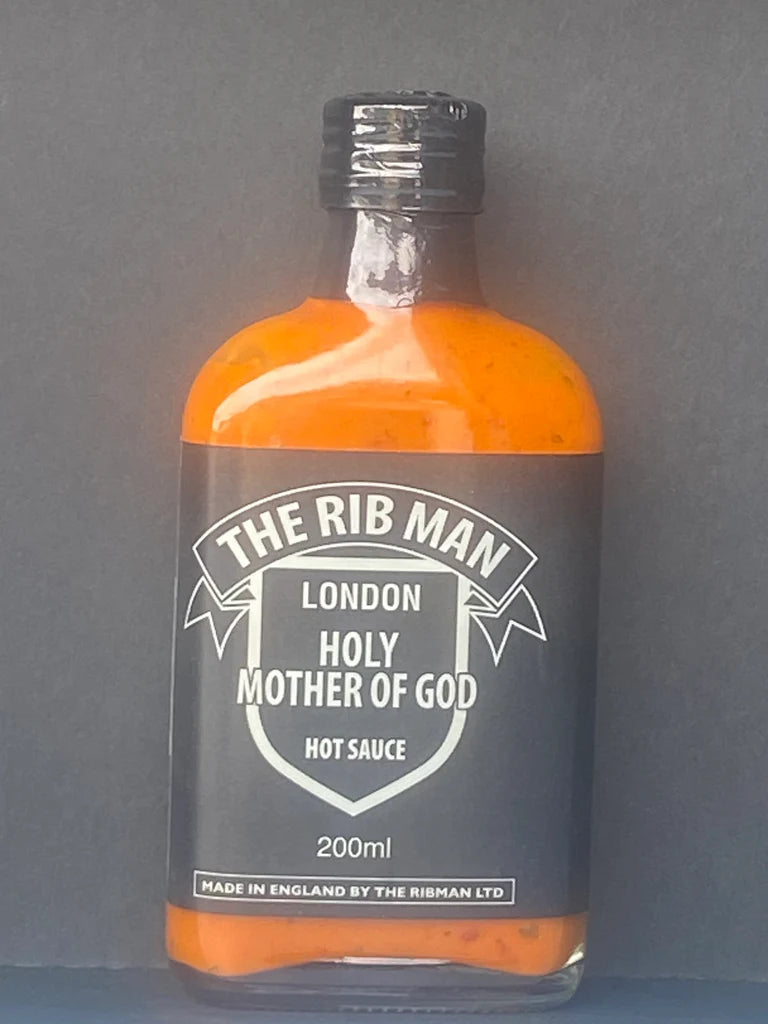 THE RIB MAN
LONDON
HOLY
MOTHER OF GOD
HOT SAUCE
200ml
MADE IN ENGLAND BY THE RIBMAN LTD